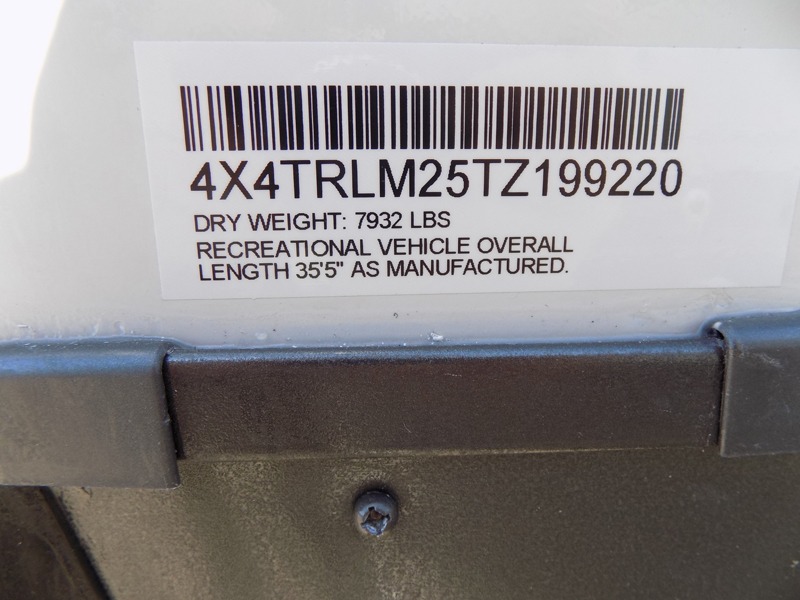 4X4TRLM25TZ199220
DRY WEIGHT: 7932 LBS
RECREATIONAL VEHICLE OVERALL
LENGTH 35'5" AS MANUFACTURED.